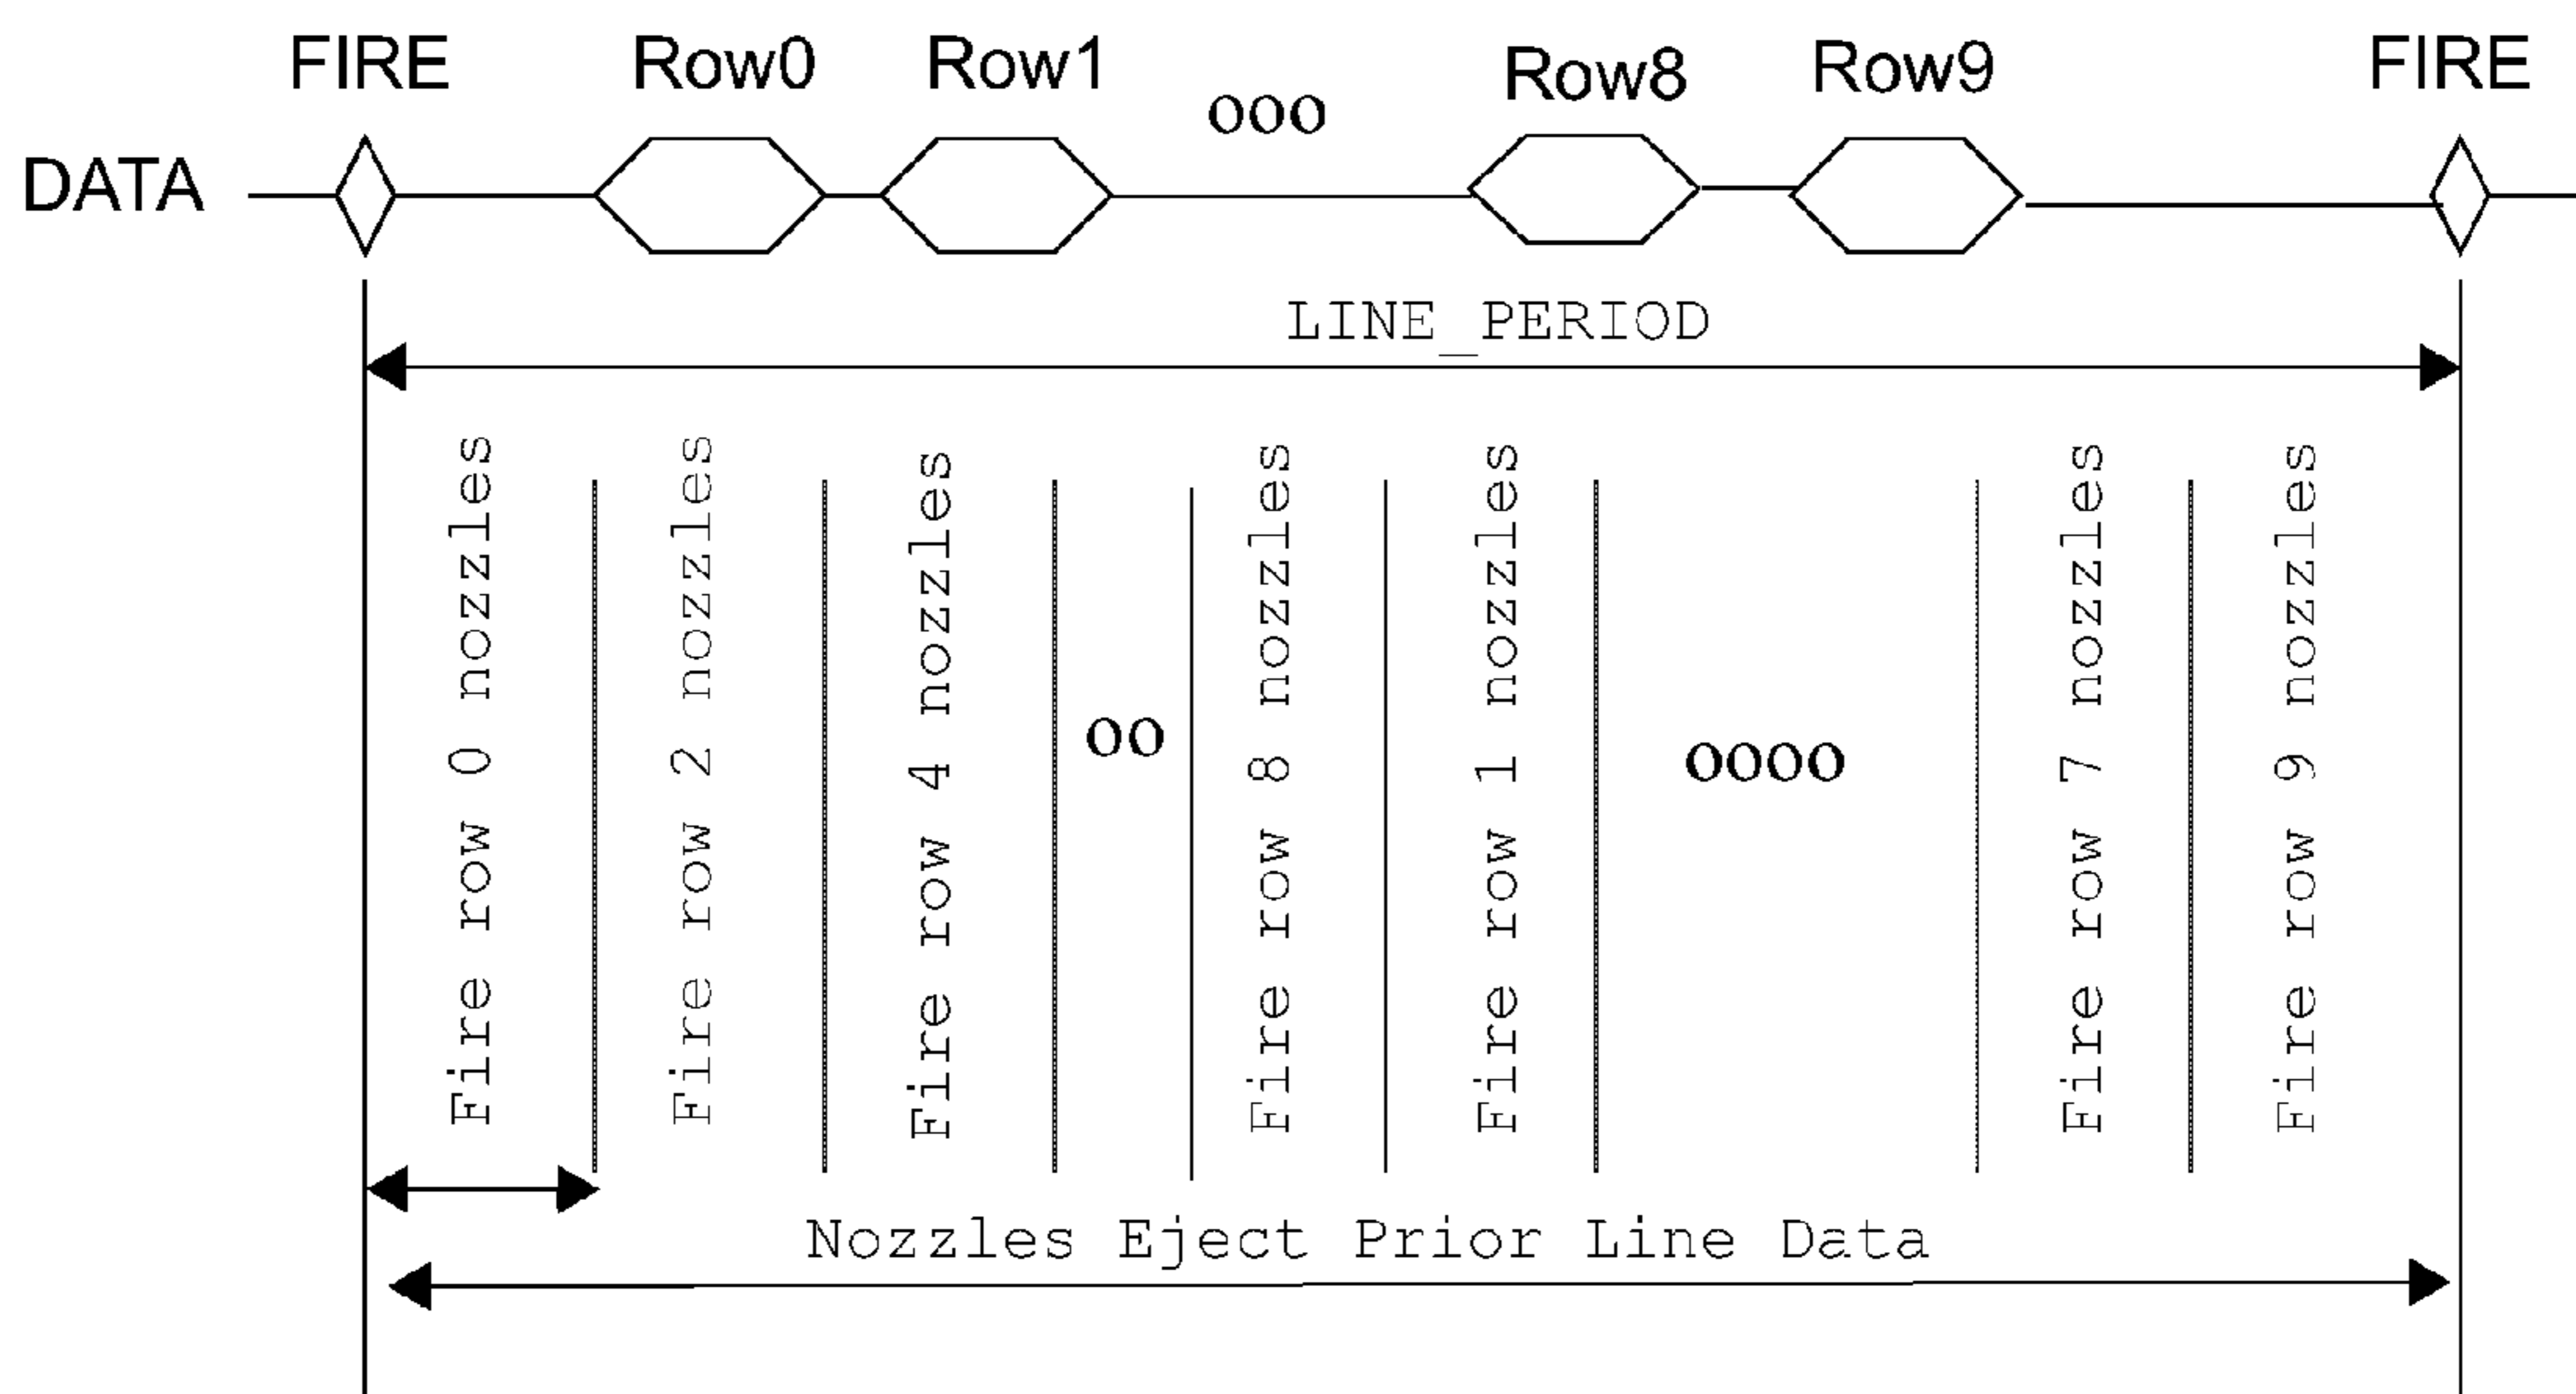 FIRE Row0 Row1 ooo Row8 Row9 FIRE
DATA
LINE_PERIOD
Fire row 0 nozzles
Fire row 2 nozzles
Fire row 4 nozzles
oo
Fire row 8 nozzles
Fire row 1 nozzles
oooo
Fire row 7 nozzles
Fire row 9 nozzles
Nozzles Eject Prior Line Data